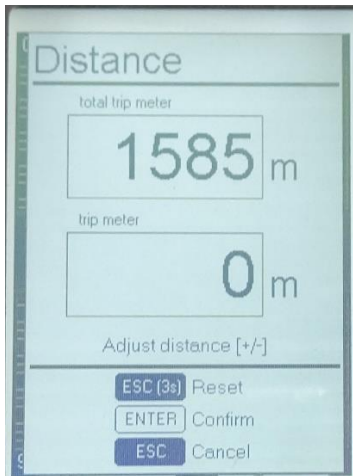 Distance
total trip meter
1585 m
trip meter
0 m
Adjust distance [+/-]
ESC (3s) Reset
ENTER Confirm
ESC Cancel